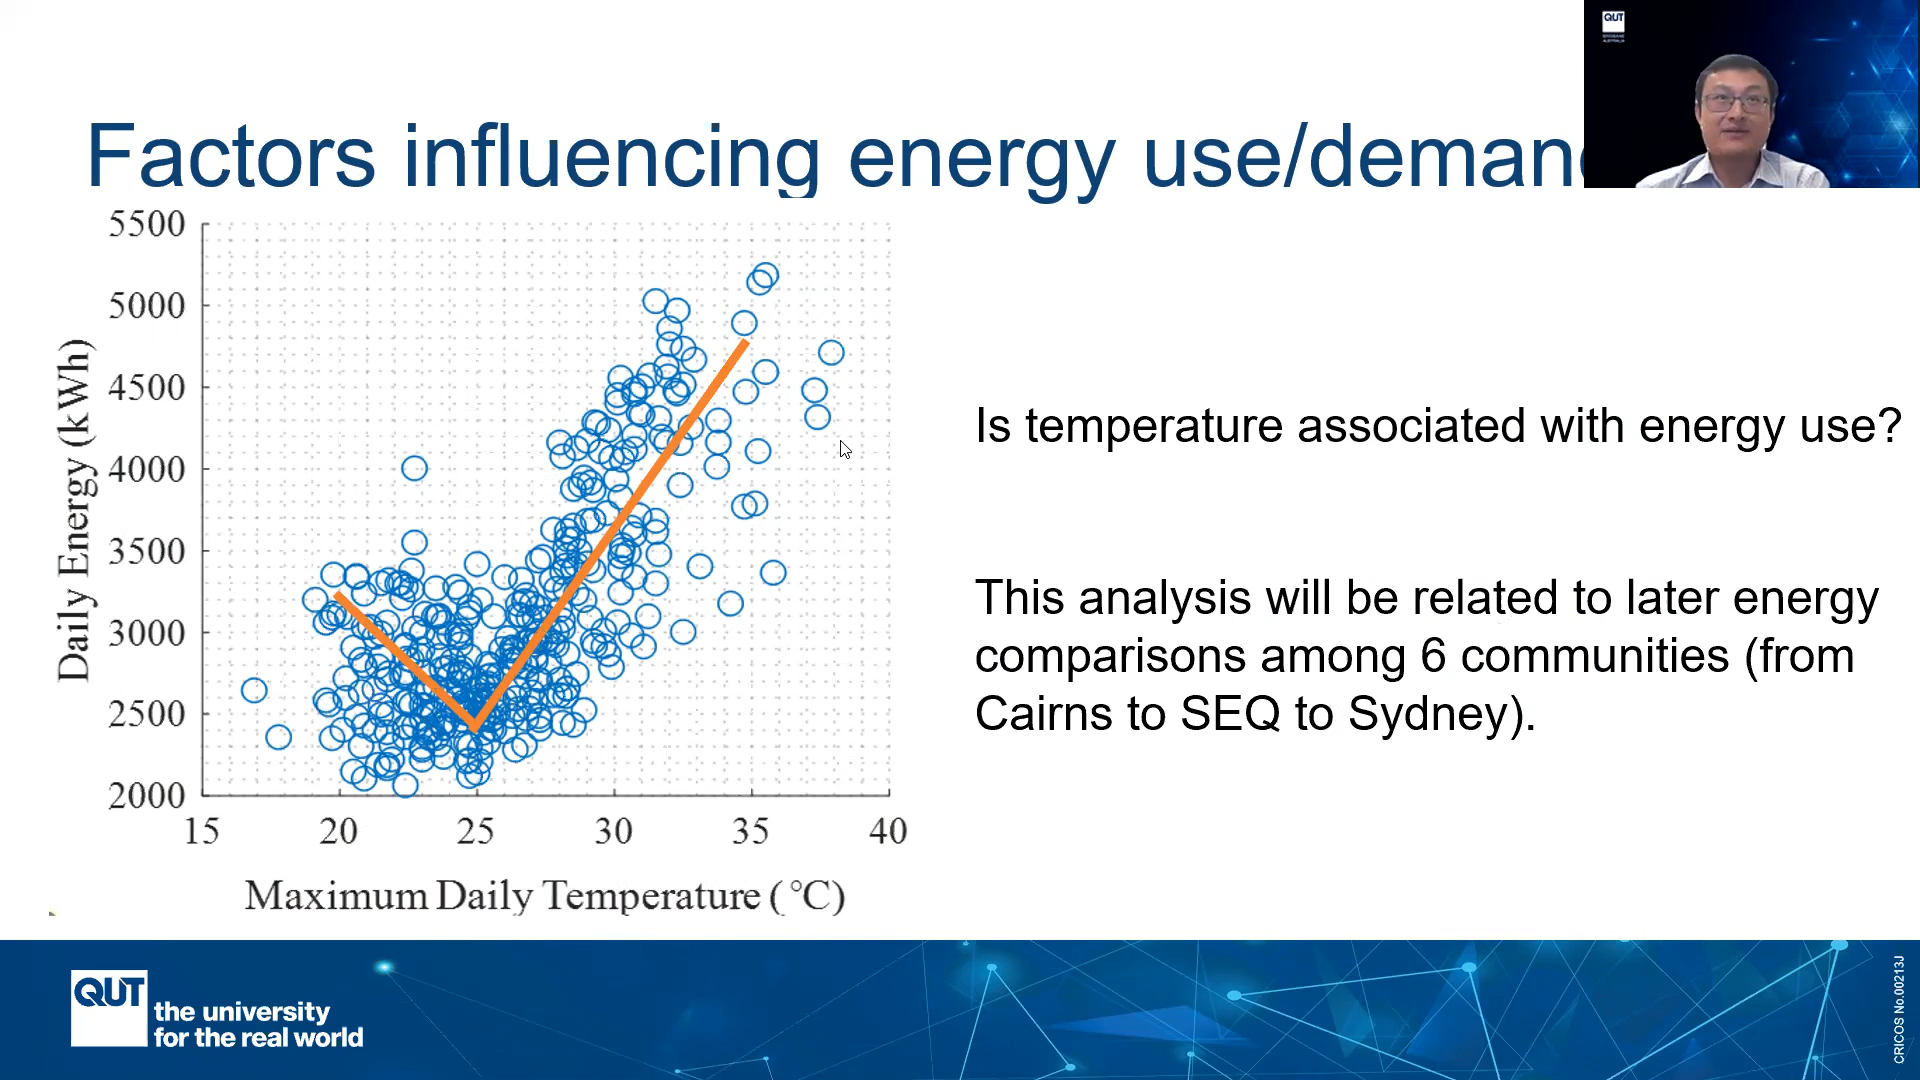 QUT
Factors influencing energy use/deman
5500
5000
4500
4000
3500
3000
2500
2000
Daily Energy (kWh)
15 20 25 30 35 40
Maximum Daily Temperature (°C)
Is temperature associated with energy use?
This analysis will be related to later energy
comparisons among 6 communities (from
Cairns to SEQ to Sydney).
QUT
the university
for the real world
CRICOS No.00213J